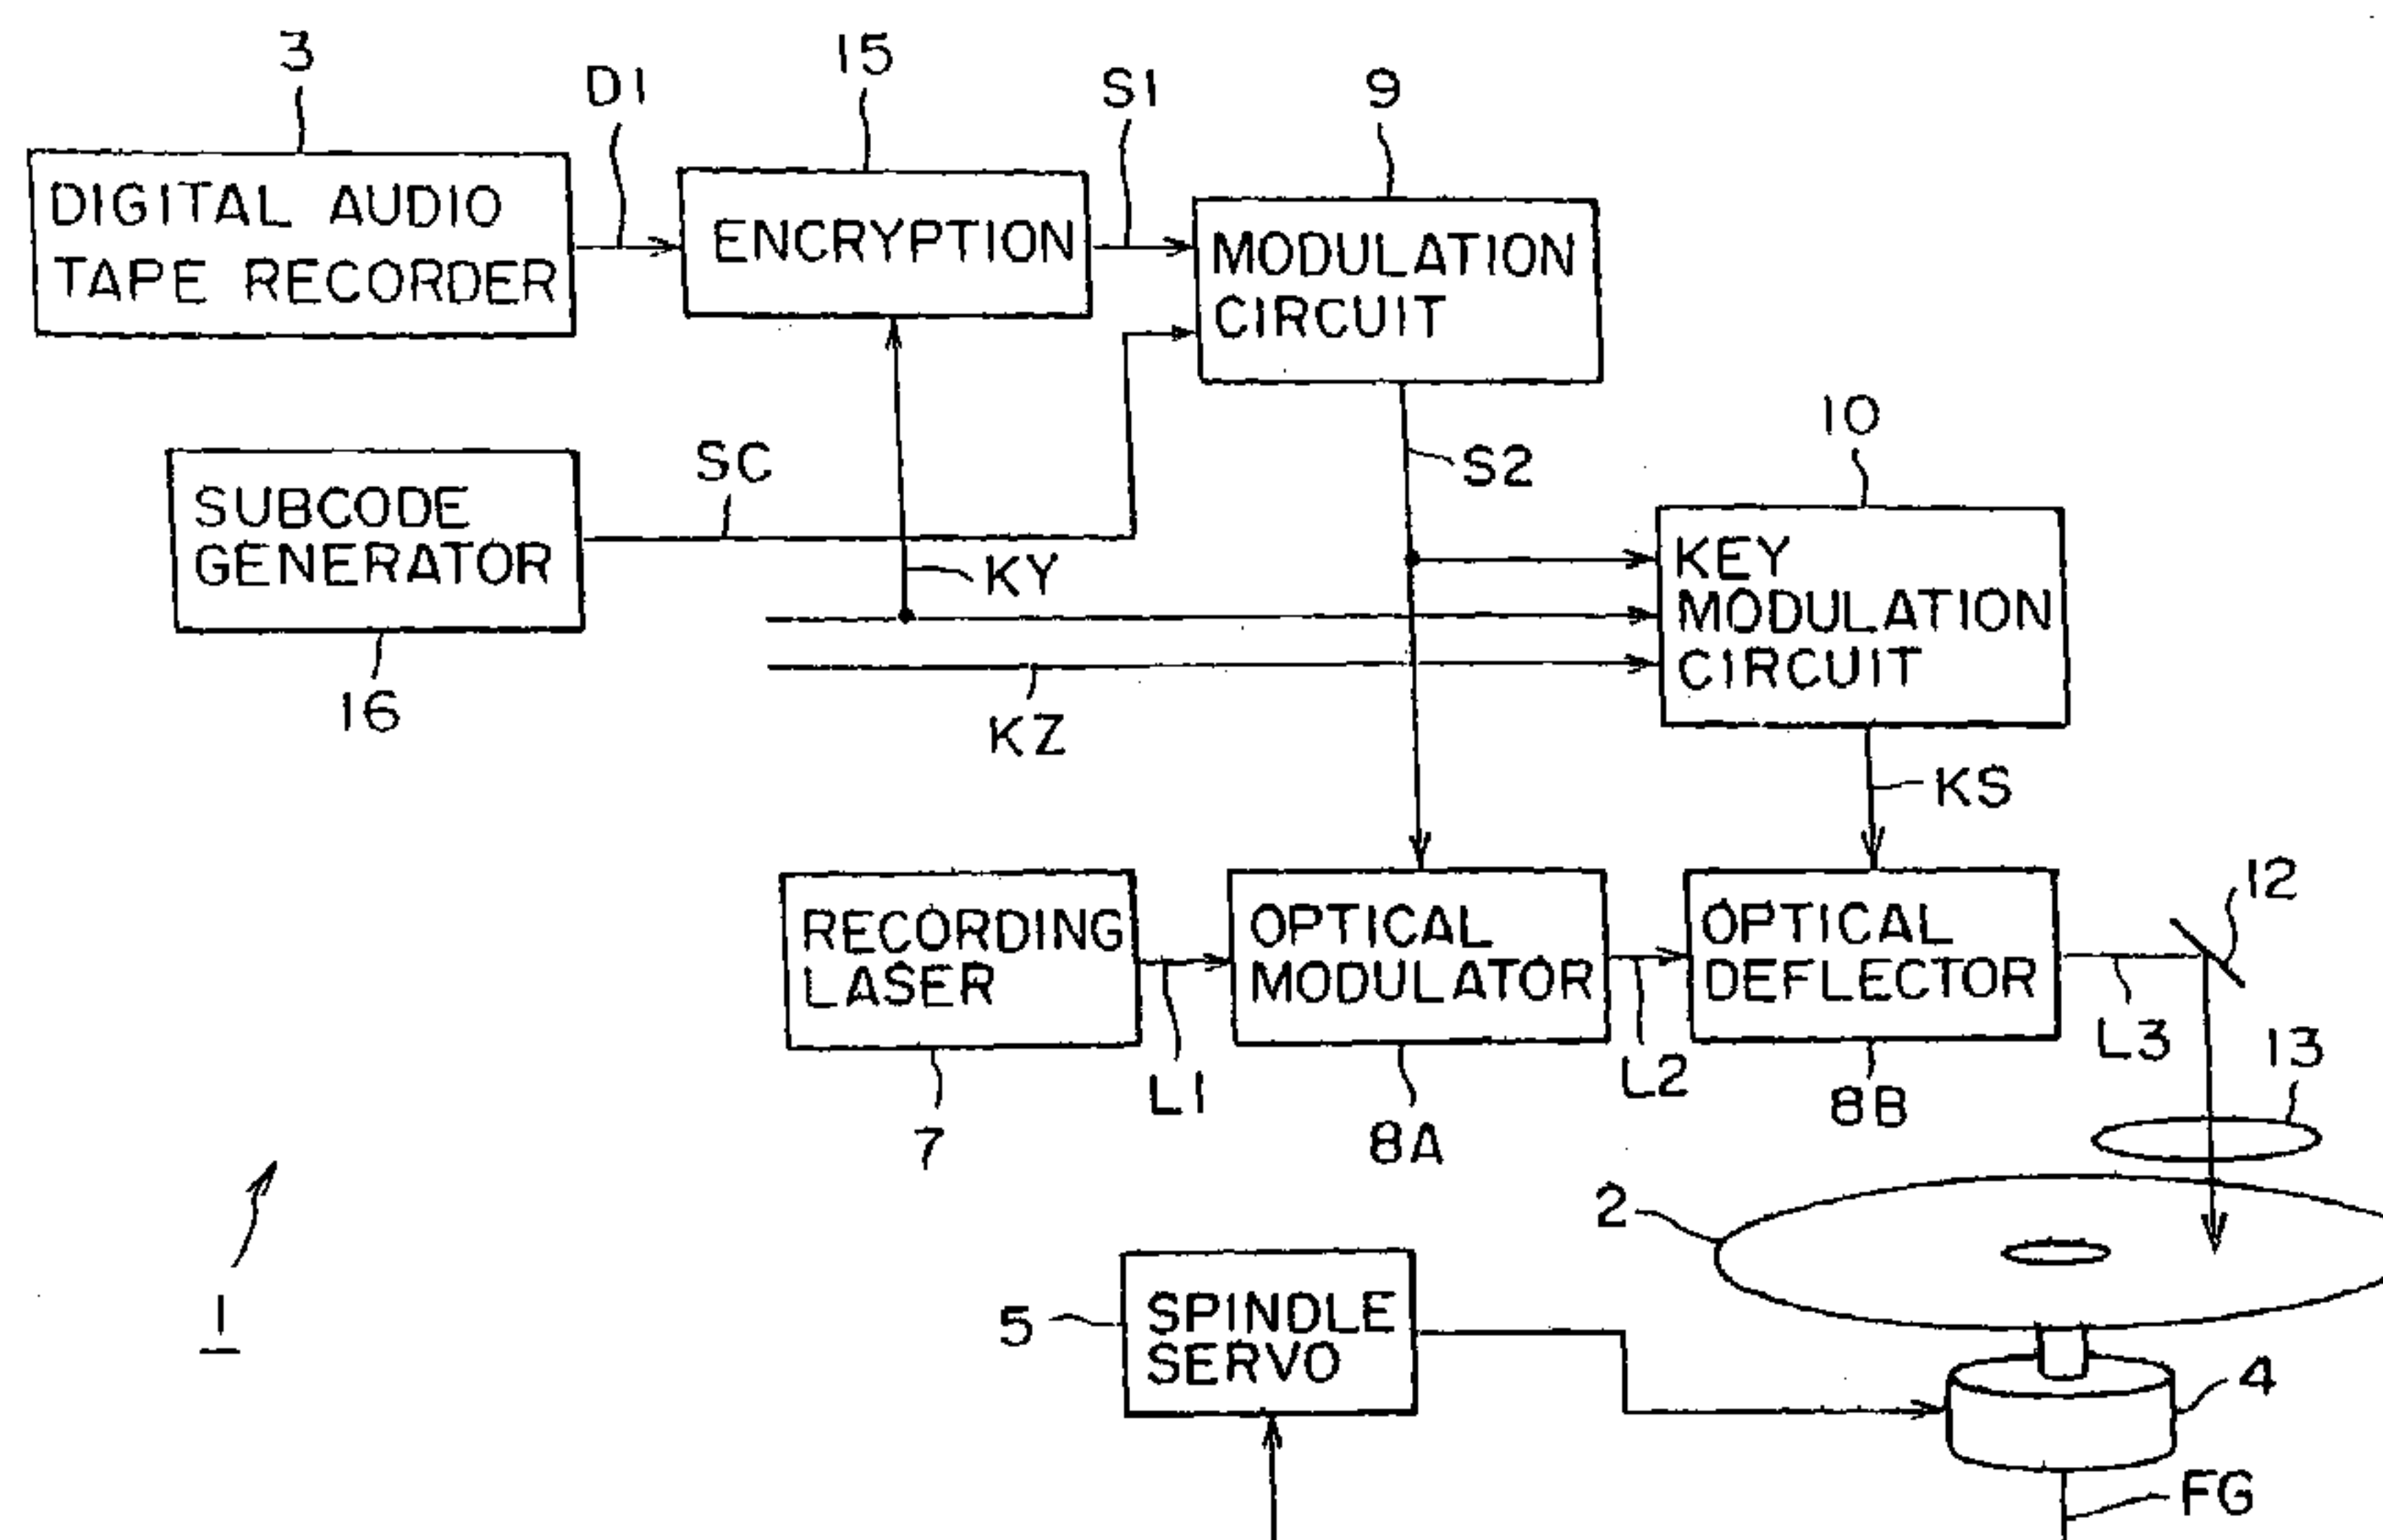 3
D1
15
S1
9
DIGITAL AUDIO
TAPE RECORDER
ENCRYPTION
MODULATION
CIRCUIT
10
SC
S2
SUBCODE
GENERATOR
KY
KEY
MODULATION
CIRCUIT
16
KZ
KS
12
RECORDING
LASER
OPTICAL
MODULATOR
OPTICAL
DEFLECTOR
L1
L2
L3
13
7
8A
8B
2
1
5
SPINDLE
SERVO
4
FG